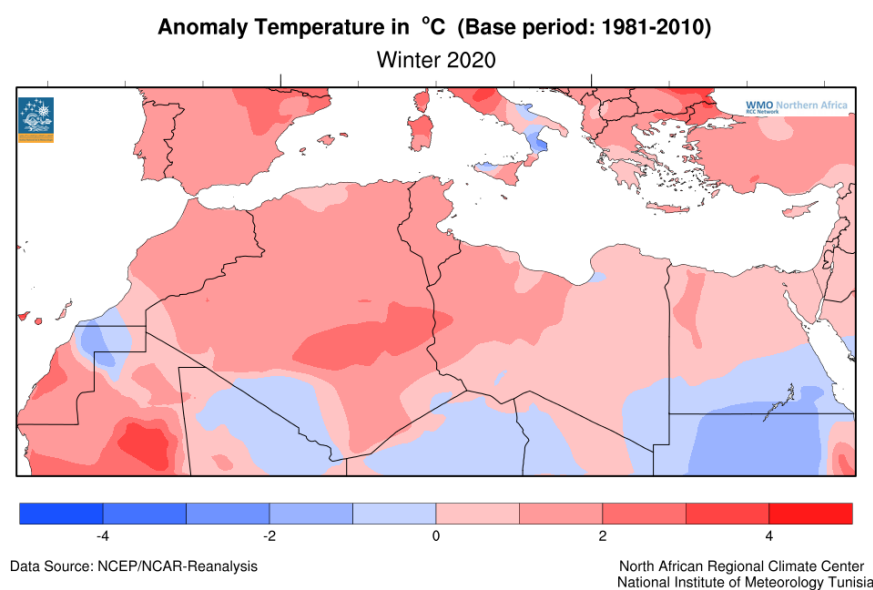 Anomaly Temperature in °C (Base period: 1981-2010)
Winter 2020
WMO Northern Africa
RCC Network
-4 -2 0 2 4
Data Source: NCEP/NCAR-Reanalysis
North African Regional Climate Center
National Institute of Meteorology Tunisia